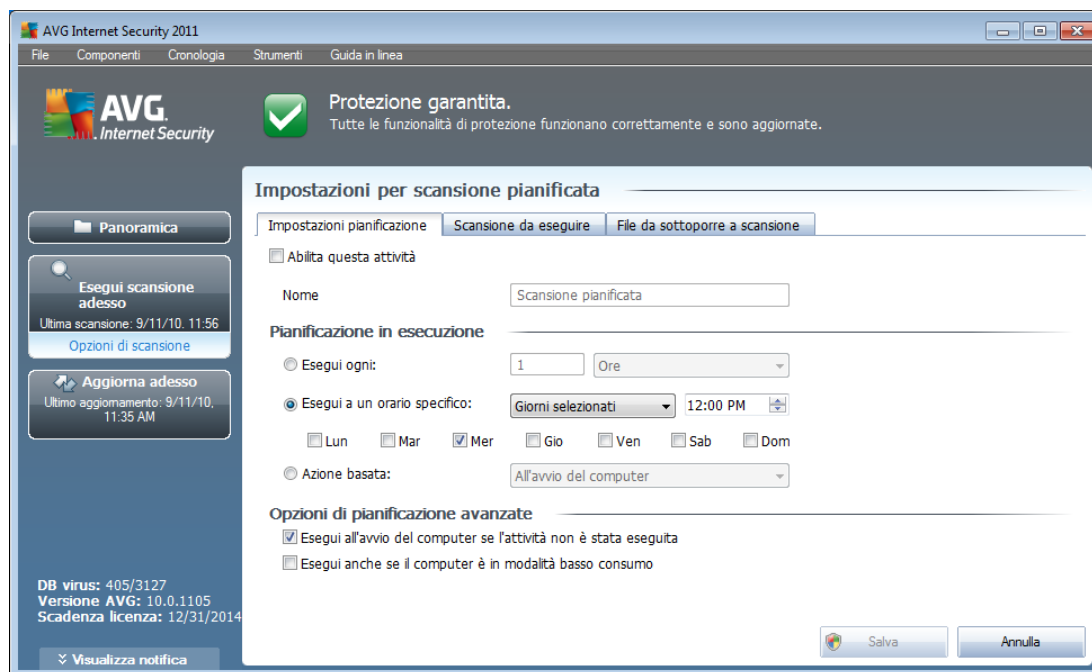 AVG Internet Security 2011
File Componenti Cronologia Strumenti Guida in linea
AVG.
Internet Security
Protezione garantita.
Tutte le funzionalità di protezione funzionano correttamente e sono aggiornate.
Panoramica
Esegui scansione
adesso
Ultima scansione: 9/11/10. 11:56
Opzioni di scansione
Aggiorna adesso
Ultimo aggiornamento: 9/11/10,
11:35 AM
DB virus: 405/3127
Versione AVG: 10.0.1105
Scadenza licenza: 12/31/2014
Visualizza notifica
Impostazioni per scansione pianificata
Impostazioni pianificazione Scansione da eseguire File da sottoporre a scansione
Abilita questa attività
Nome Scansione pianificata
Pianificazione in esecuzione
Esegui ogni: 1 Ore
Esegui a un orario specifico: Giorni selezionati 12:00 PM
Lun Mar Mer Gio Ven Sab Dom
Azione basata: All'avvio del computer
Opzioni di pianificazione avanzate
Esegui all'avvio del computer se l'attività non è stata eseguita
Esegui anche se il computer è in modalità basso consumo
Salva Annulla